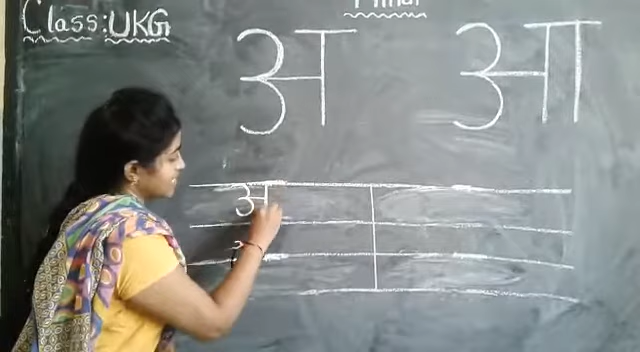 Class: UKG
Hindi
अ आ
अ